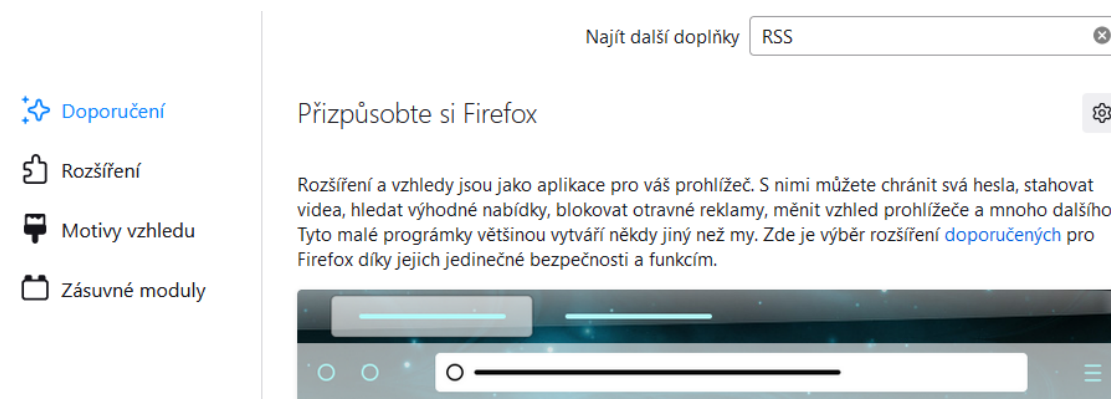 Najít další doplňky RSS
Doporučení
Rozšíření
Motivy vzhledu
Zásuvné moduly
Přizpůsobte si Firefox
Rozšíření a vzhledy jsou jako aplikace pro váš prohlížeč. S nimi můžete chránit svá hesla, stahovat
videa, hledat výhodné nabídky, blokovat otravné reklamy, měnit vzhled prohlížeče a mnoho dalšího
Tyto malé prográmky většinou vytváří někdy jiný než my. Zde je výběr rozšíření doporučených pro
Firefox díky jejich jedinečné bezpečnosti a funkcím.